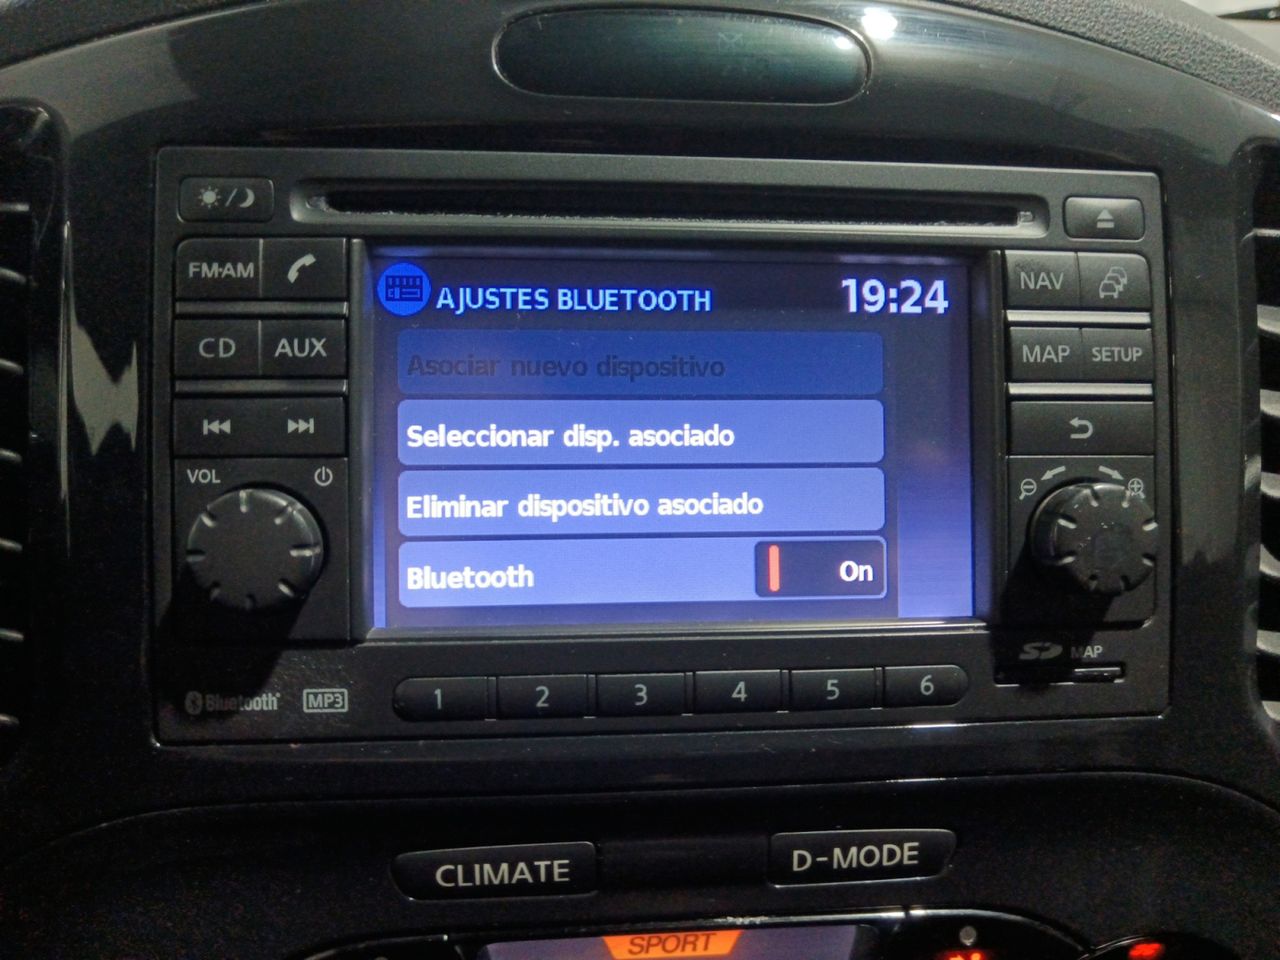 FM·AM
CD
AUX
VOL
AJUSTES BLUETOOTH
19:24
Asociar nuevo dispositivo
Seleccionar disp. asociado
Eliminar dispositivo asociado
Bluetooth
On
NAV
MAP
SETUP
SD MAP
Bluetooth
MP3
1 2 3 4 5 6
CLIMATE
D-MODE
SPORT